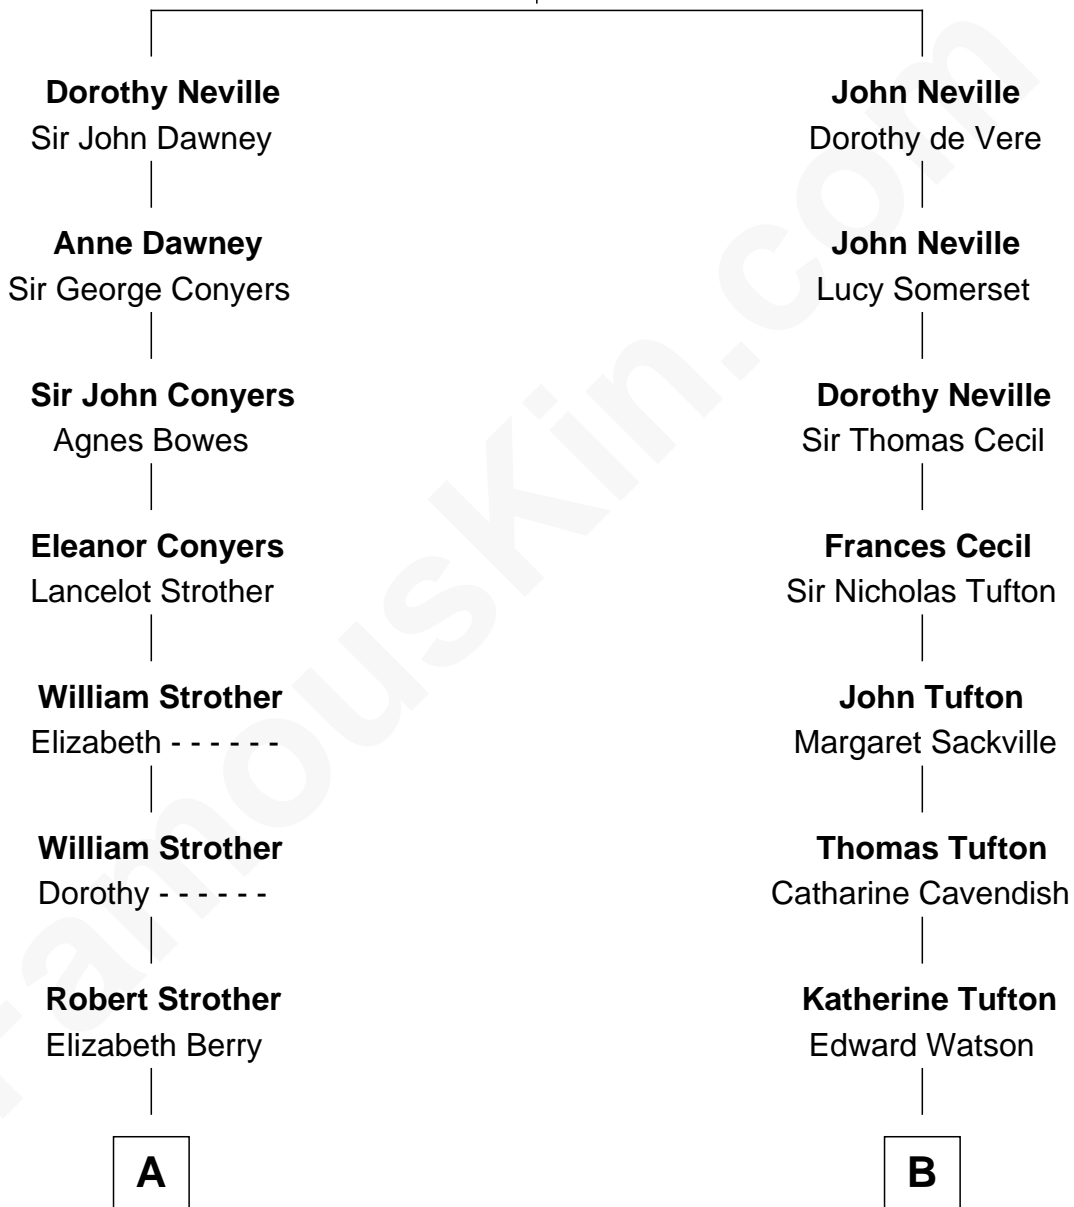 Dorothy Neville
Sir John Dawney
Anne Dawney
Sir George Conyers
Sir John Conyers
Agnes Bowes
Eleanor Conyers
Lancelot Strother
William Strother
Elizabeth - - - - - -
William Strother
Dorothy - - - - - -
Robert Strother
Elizabeth Berry
A
John Neville
Dorothy de Vere
John Neville
Lucy Somerset
Dorothy Neville
Sir Thomas Cecil
Frances Cecil
Sir Nicholas Tufton
John Tufton
Margaret Sackville
Thomas Tufton
Catharine Cavendish
Katherine Tufton
Edward Watson
B
FamousKin.com